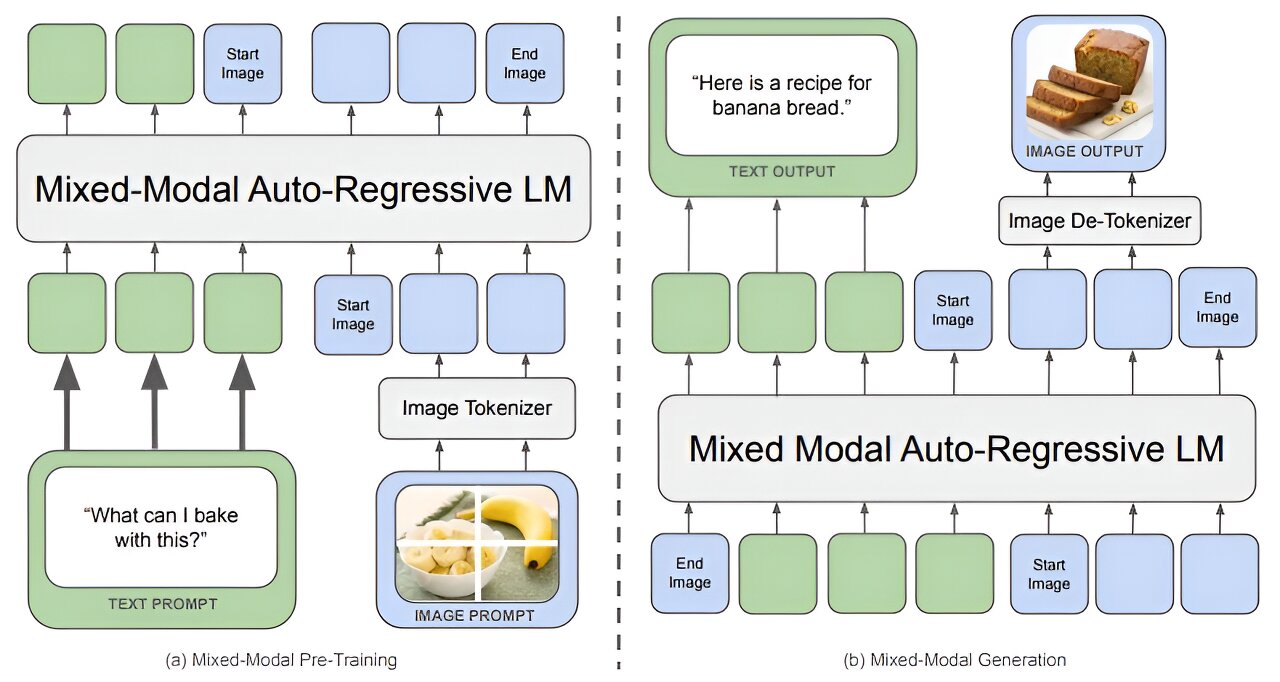 Start
Image
End
Image
Mixed-Modal Auto-Regressive LM
Start
Image
Image Tokenizer
“What can I bake
with this?”
TEXT PROMPT
IMAGE PROMPT
(a) Mixed-Modal Pre-Training
“Here is a recipe for
banana bread.”
TEXT OUTPUT
IMAGE OUTPUT
Image De-Tokenizer
Start
Image
End
Image
Mixed Modal Auto-Regressive LM
End
Image
Start
Image
(b) Mixed-Modal Generation